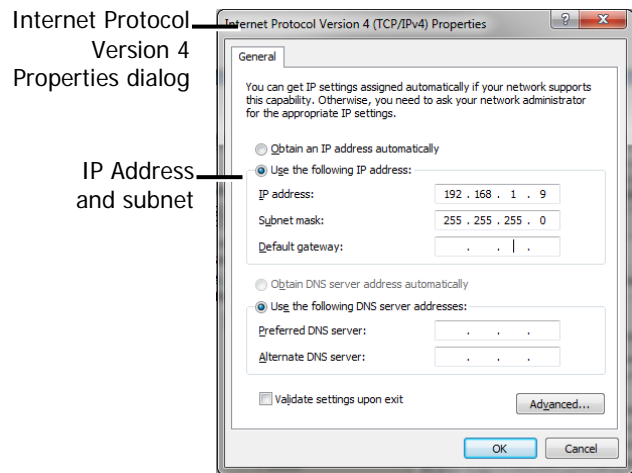 Internet Protocol
Version 4
Properties dialog
IP Address
and subnet
Internet Protocol Version 4 (TCP/IPv4) Properties
General
You can get IP settings assigned automatically if your network supports
this capability. Otherwise, you need to ask your network administrator
for the appropriate IP settings.
Obtain an IP address automatically
Use the following IP address:
IP address: 192 . 168 . 1 . 9
Subnet mask: 255 . 255 . 255 . 0
Default gateway: . . .
Obtain DNS server address automatically
Use the following DNS server addresses:
Preferred DNS server: . . .
Alternate DNS server: . . .
Validate settings upon exit
Advanced...
OK Cancel